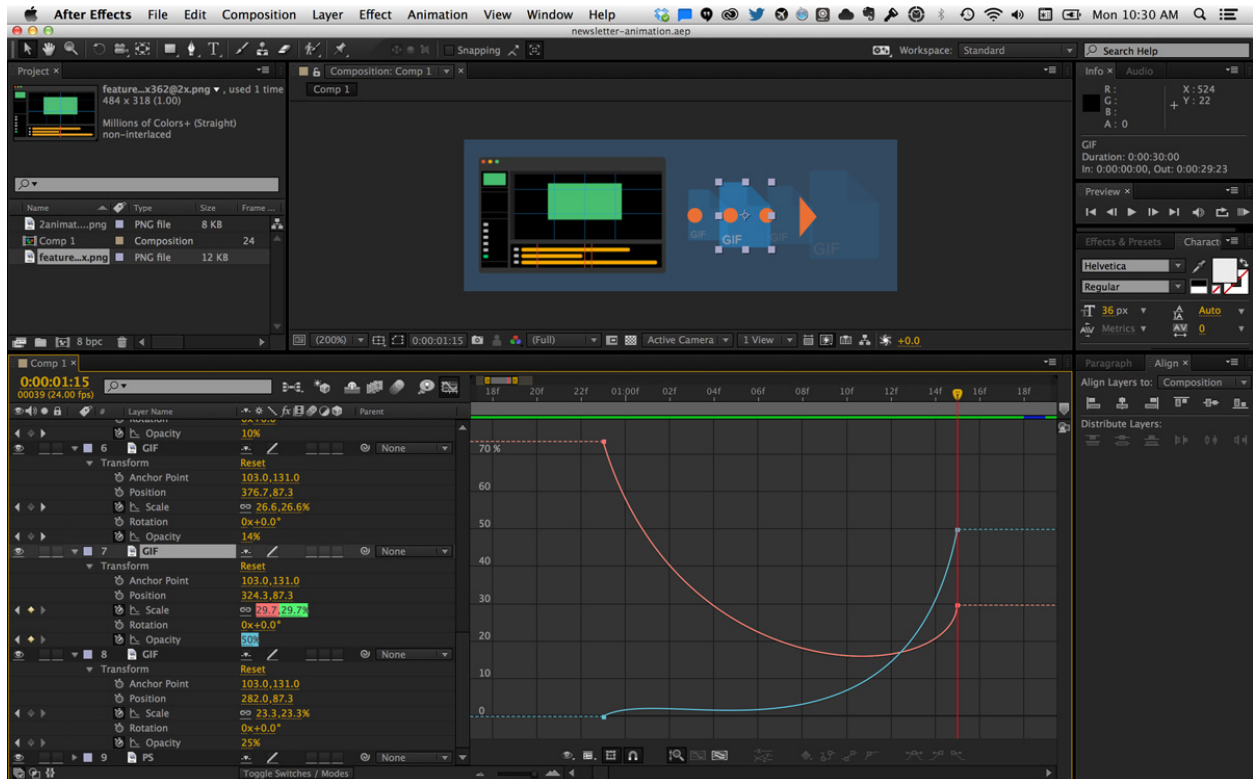 After Effects File Edit Composition Layer Effect Animation View Window Help Mon 10:30 AM
newsletter-animation.aep
Snapping Workspace: Standard Search Help
Project × Composition: Comp 1 × Info × Audio
feature...x362@2x.png , used 1 time
484 x 318 (1.00)
Millions of Colors+ (Straight)
non-interlaced
Comp 1
R: X: 524
G: + Y: 22
B:
A: 0
GIF
Duration: 0:00:30:00
In: 0:00:00:00, Out: 0:00:29:23
Preview ×
Name Type Size Frame ...
2animat....png PNG file 8 KB
Comp 1 Composition 24
feature...x.png PNG file 12 KB
GIF GIF GIF GIF GIF
Effects & Presets Charact
Helvetica
Regular
36 px Auto
Metrics 0
8 bpc
(200%) 0:00:01:15 (Full) Active Camera 1 View +0.0
Comp 1 × Paragraph Align ×
0:00:01:15
00039 (24.00 fps)
18f 20f 22f 01:00f 02f 04f 06f 08f 10f 12f 14f 16f 18f
Align Layers to: Composition
Distribute Layers:
# Layer Name Parent
Rotation 0x+0.0°
Opacity 10%
6 GIF None
Transform Reset
Anchor Point 103.0,131.0
Position 376.7,87.3
Scale 26.6,26.6%
Rotation 0x+0.0°
Opacity 14%
7 GIF None
Transform Reset
Anchor Point 103.0,131.0
Position 324.3,87.3
Scale 29.7,29.7%
Rotation 0x+0.0°
Opacity 50%
8 GIF None
Transform Reset
Anchor Point 103.0,131.0
Position 282.0,87.3
Scale 23.3,23.3%
Rotation 0x+0.0°
Opacity 25%
9 PS None
Toggle Switches / Modes
70 %
60
50
40
30
20
10
0